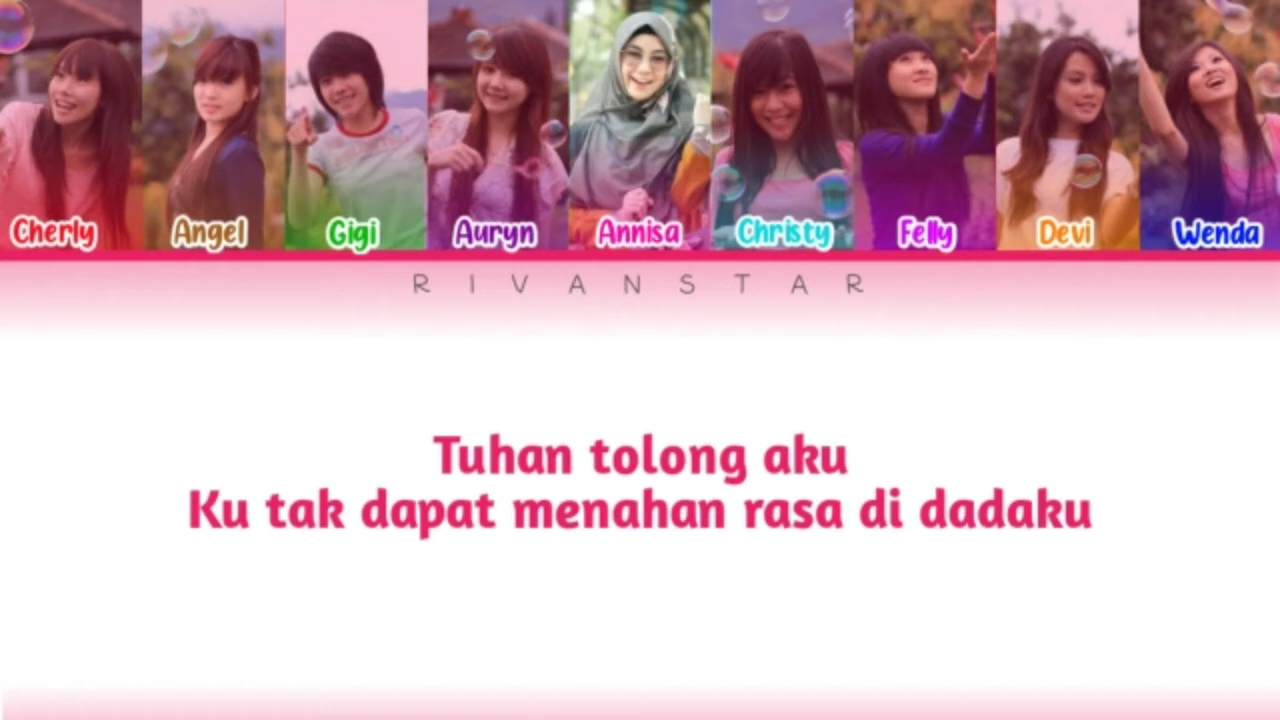 Cherly
Angel
Gigi
Auryn
Annisa
Christy
Felly
Devi
Wenda
RIVANSTAR
Tuhan tolong aku
Ku tak dapat menahan rasa di dadaku